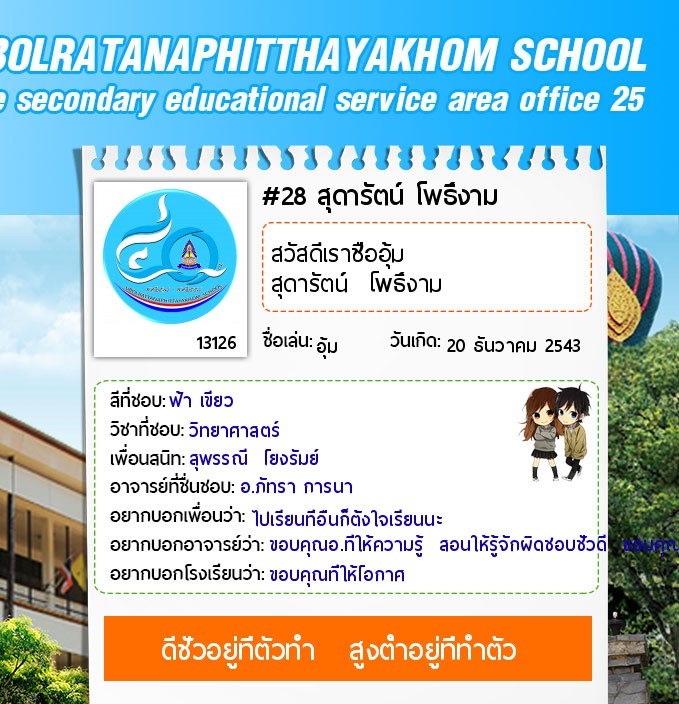 BOLRATANAPHITTHAYAKHOM SCHOOL
secondary educational service area office 25
#28 สุดารัตน์ โพธิ์งาม
สวัสดีเราชื่ออุ้ม
สุดารัตน์ โพธิ์งาม
13126
ชื่อเล่น: อุ้ม วันเกิด: 20 ธันวาคม 2543
สีที่ชอบ: ฟ้า เขียว
วิชาที่ชอบ: วิทยาศาสตร์
เพื่อนสนิท: สุพรรณี โยงรัมย์
อาจารย์ที่ชื่นชอบ: อ.ภัทรา การนา
อยากบอกเพื่อนว่า: ไปเรียนที่อื่นก็ตั้งใจเรียนนะ
อยากบอกอาจารย์ว่า: ขอบคุณอ.ที่ให้ความรู้ สอนให้รู้จักผิดชอบชั่วดี ขอบคุณ
อยากบอกโรงเรียนว่า: ขอบคุณที่ให้โอกาศ
ดีชั่วอยู่ที่ตัวทำ สูงต่ำอยู่ที่ทำตัว